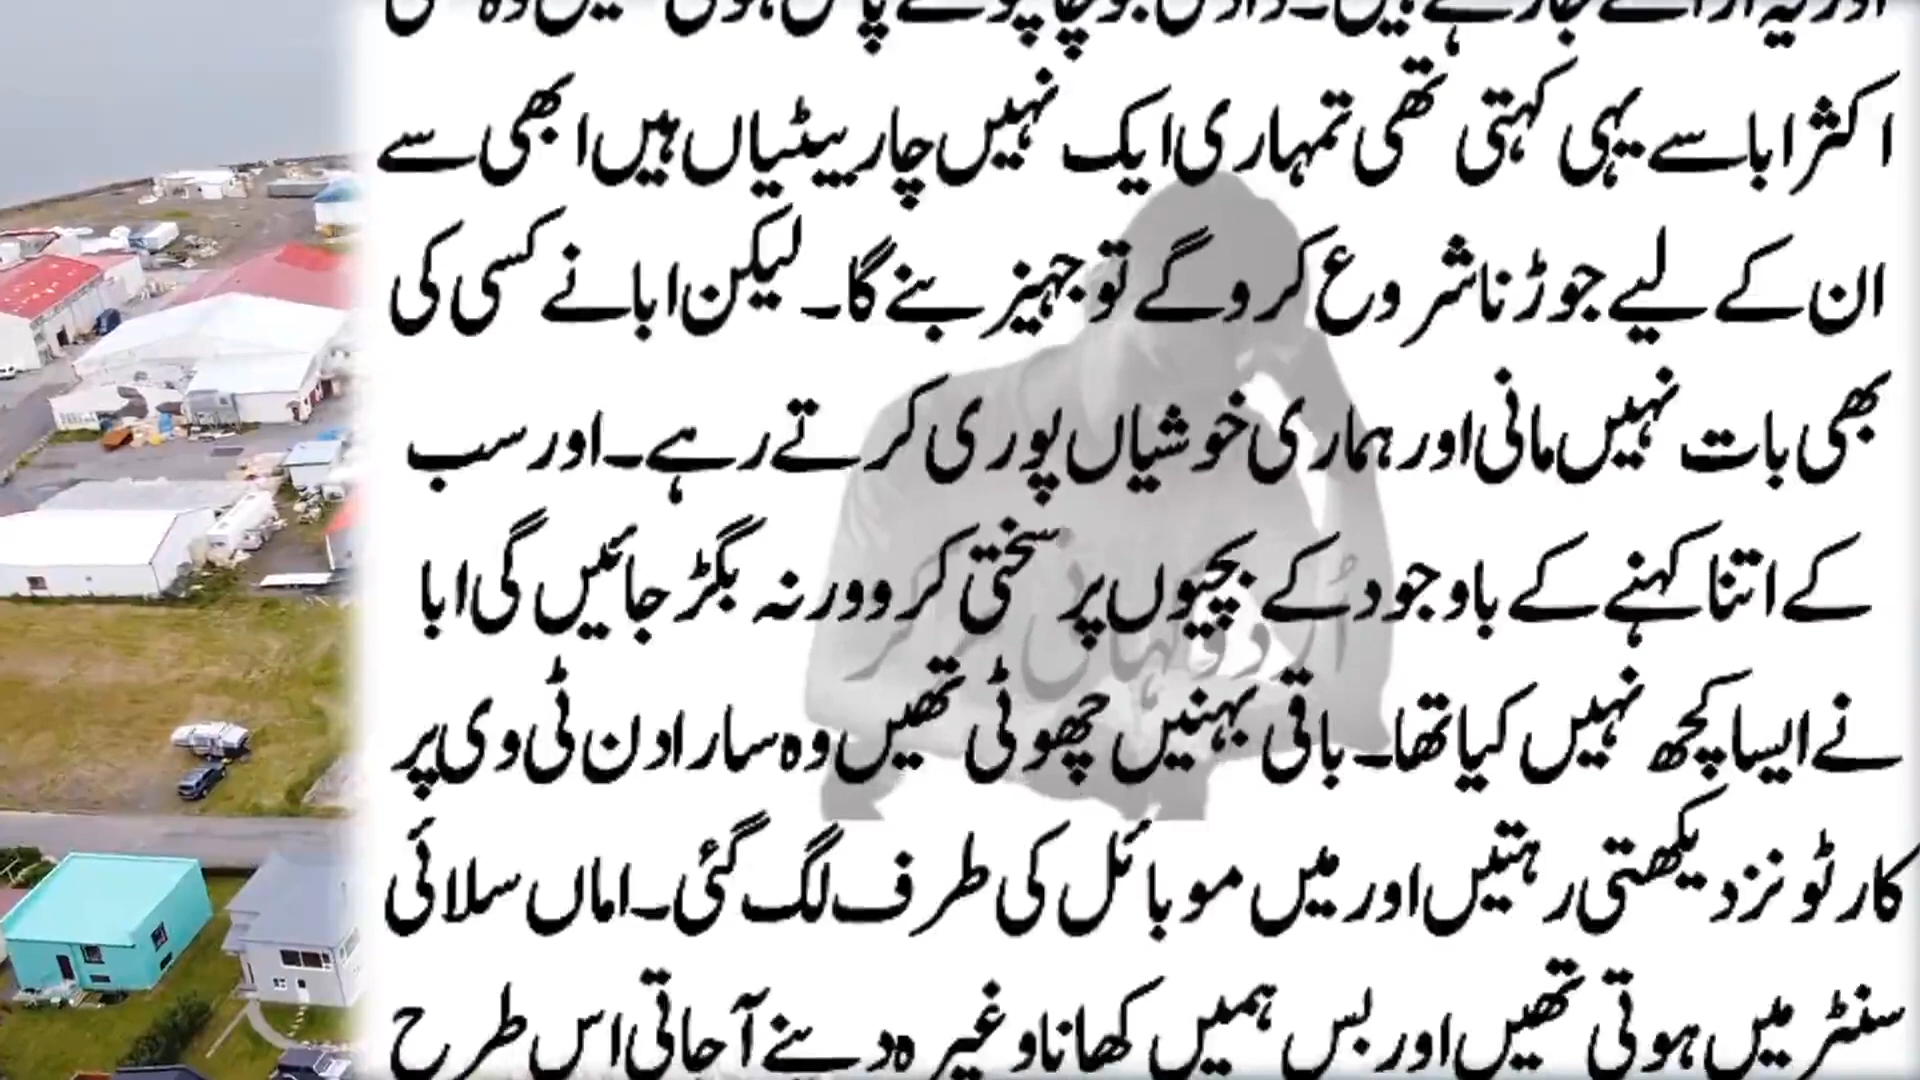 اکثر ابا سے یہی کہتی تھی تمہاری ایک نہیں چار بیٹیاں ہیں ابھی سے
ان کے لیے جوڑنا شروع کرو گے تو جہیز بنے گا۔ لیکن ابا نے کسی کی
بھی بات نہیں مانی اور ہماری خوشیاں پوری کرتے رہے۔ اور سب
کے اتنا کہنے کے باوجود کے بچیوں پر سختی کرو ورنہ بگڑ جائیں گی ابا
نے ایسا کچھ نہیں کیا تھا۔ باقی بہنیں چھوٹی تھیں وہ سارا دن ٹی وی پر
کارٹونز دیکھتی رہتیں اور میں موبائل کی طرف لگ گئی۔ اماں سلائی
سنٹر میں ہوتی تھیں اور بس ہمیں کھانا وغیرہ دینے آجاتی اس طرح